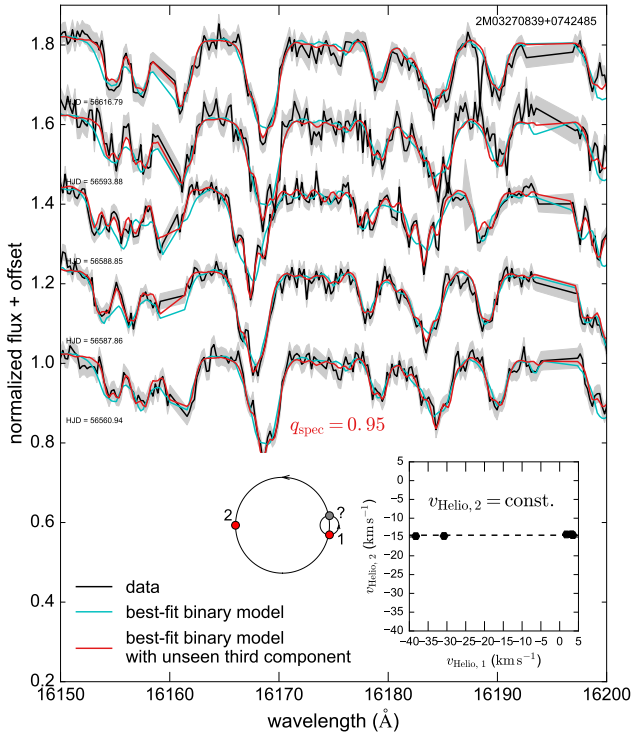 2M03270839+0742485
1.8
HJD = 56616.79
1.6
HJD = 56593.88
1.4
HJD = 56588.85
1.2
HJD = 56587.86
1.0
HJD = 56560.94
q_spec = 0.95
0.8
0.6
0.4
0.2
normalized flux + offset
2
?
1
data
best-fit binary model
best-fit binary model
with unseen third component
5
0
−5
−10
−15
−20
−25
−30
−35
−40
v_Helio, 2 (km s⁻¹)
v_Helio, 2 = const.
−40 −35 −30 −25 −20 −15 −10 −5 0 5
v_Helio, 1 (km s⁻¹)
16150 16160 16170 16180 16190 16200
wavelength (Å)